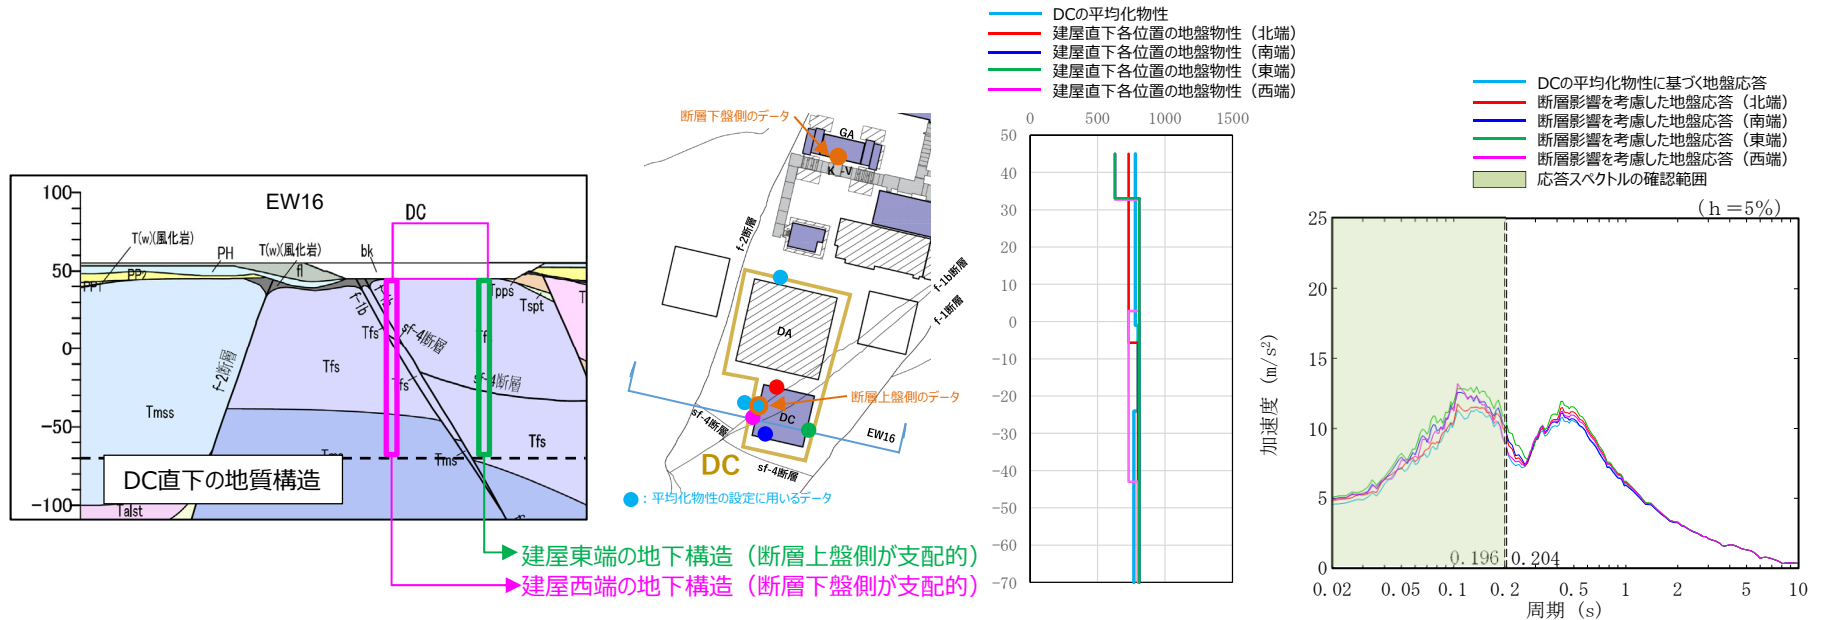 EW16
DC
100
50
0
−50
−100
T(w)(風化岩)
PH
T(w)(風化岩)
fl
bk
PP2
PP1
f-1b
Tfs
sf-4断層
Tpps
Tspt
T
f-2断層
Tfs
Tfs
sf-4断層
Tmss
Tms
Tfs
Talst
DC直下の地質構造
建屋東端の地下構造（断層上盤側が支配的）
建屋西端の地下構造（断層下盤側が支配的）
断層下盤側のデータ
GA
K
V
f-2断層
f-1b断層
f-1断層
DA
断層上盤側のデータ
DC
sf-4断層
EW16
DC
sf-4断層
：平均化物性の設定に用いるデータ
DCの平均化物性
建屋直下各位置の地盤物性（北端）
建屋直下各位置の地盤物性（南端）
建屋直下各位置の地盤物性（東端）
建屋直下各位置の地盤物性（西端）
0 500 1000 1500
50
40
30
20
10
0
−10
−20
−30
−40
−50
−60
−70
DCの平均化物性に基づく地盤応答
断層影響を考慮した地盤応答（北端）
断層影響を考慮した地盤応答（南端）
断層影響を考慮した地盤応答（東端）
断層影響を考慮した地盤応答（西端）
応答スペクトルの確認範囲
（ｈ＝5%）
25
20
15
10
5
0
加速度 (m/s²)
0.196 0.204
0.02 0.05 0.1 0.2 0.5 1 2 5 10
周期 (s)